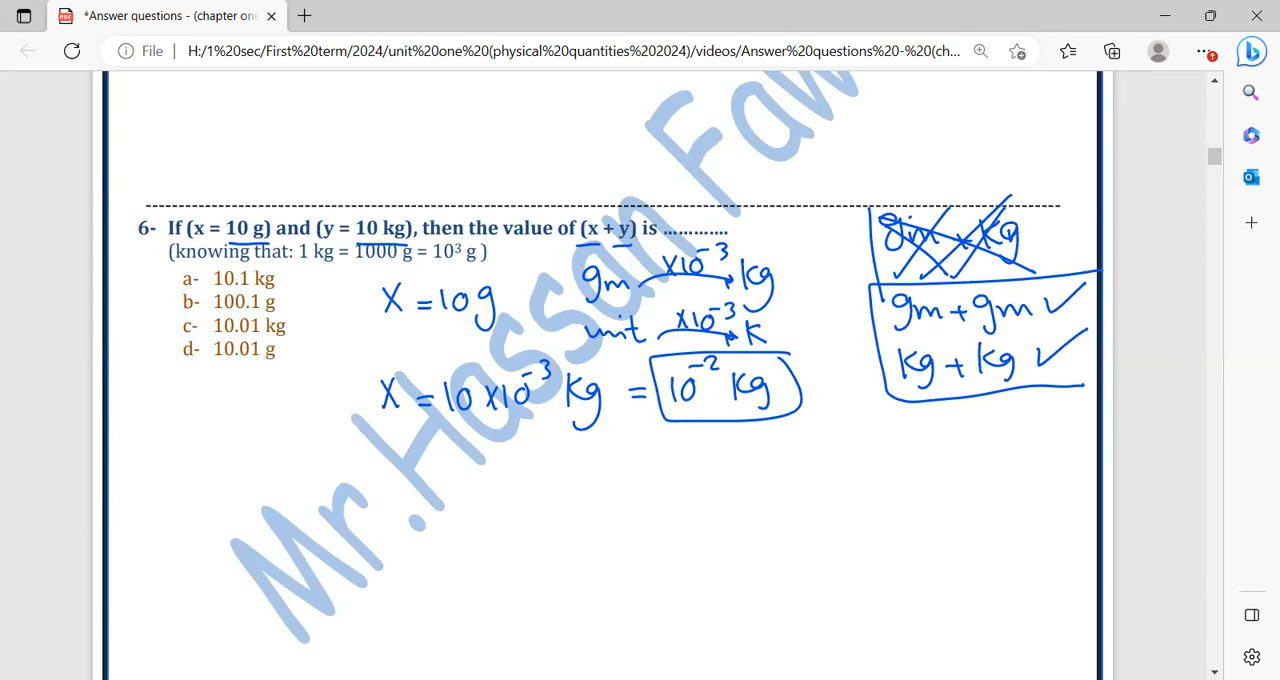 *Answer questions - (chapter one
File H:/1%20sec/First%20term/2024/unit%20one%20(physical%20quantities%202024)/videos/Answer%20questions%20-%20(ch...
6- If (x = 10 g) and (y = 10 kg), then the value of (x + y) is ............
(knowing that: 1 kg = 1000 g = 10³ g )
a- 10.1 kg
b- 100.1 g
c- 10.01 kg
d- 10.01 g
X = 10 g
gm ×10⁻³ kg
unit ×10⁻³ K
X = 10 ×10⁻³ kg = 10⁻² kg
gm + kg
gm + gm ✓
kg + kg ✓
Mr.Hassan Faw